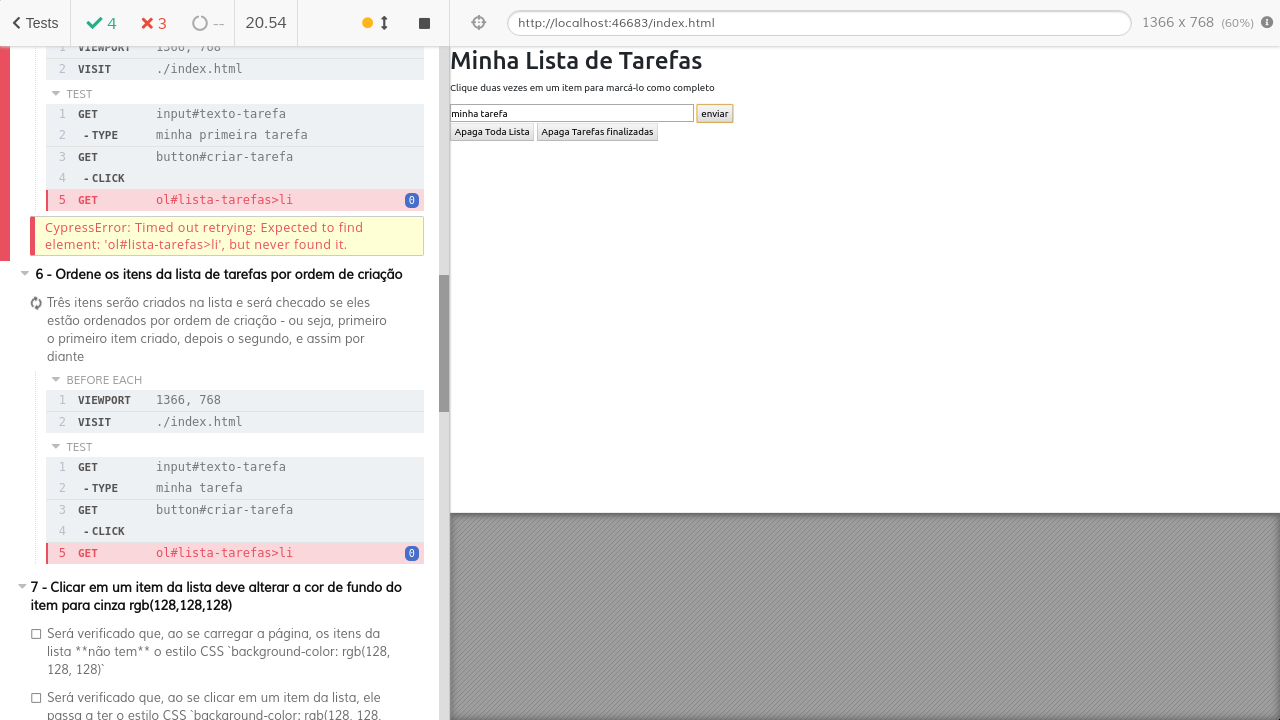 Tests 4 3 -- 20.54
http://localhost:46683/index.html 1366 x 768 (60%)
1 VIEWPORT 1366, 768
2 VISIT ./index.html
TEST
1 GET input#texto-tarefa
2 -TYPE minha primeira tarefa
3 GET button#criar-tarefa
4 -CLICK
5 GET ol#lista-tarefas>li 0
CypressError: Timed out retrying: Expected to find
element: 'ol#lista-tarefas>li', but never found it.
6 - Ordene os itens da lista de tarefas por ordem de criação
Três itens serão criados na lista e será checado se eles
estão ordenados por ordem de criação - ou seja, primeiro
o primeiro item criado, depois o segundo, e assim por
diante
BEFORE EACH
1 VIEWPORT 1366, 768
2 VISIT ./index.html
TEST
1 GET input#texto-tarefa
2 -TYPE minha tarefa
3 GET button#criar-tarefa
4 -CLICK
5 GET ol#lista-tarefas>li 0
7 - Clicar em um item da lista deve alterar a cor de fundo do
item para cinza rgb(128,128,128)
Será verificado que, ao se carregar a página, os itens da
lista **não tem** o estilo CSS `background-color: rgb(128,
128, 128)`
Será verificado que, ao se clicar em um item da lista, ele
passa a ter o estilo CSS `background-color: rgb(128, 128,
Minha Lista de Tarefas
Clique duas vezes em um item para marcá-lo como completo
minha tarefa enviar
Apaga Toda Lista Apaga Tarefas finalizadas